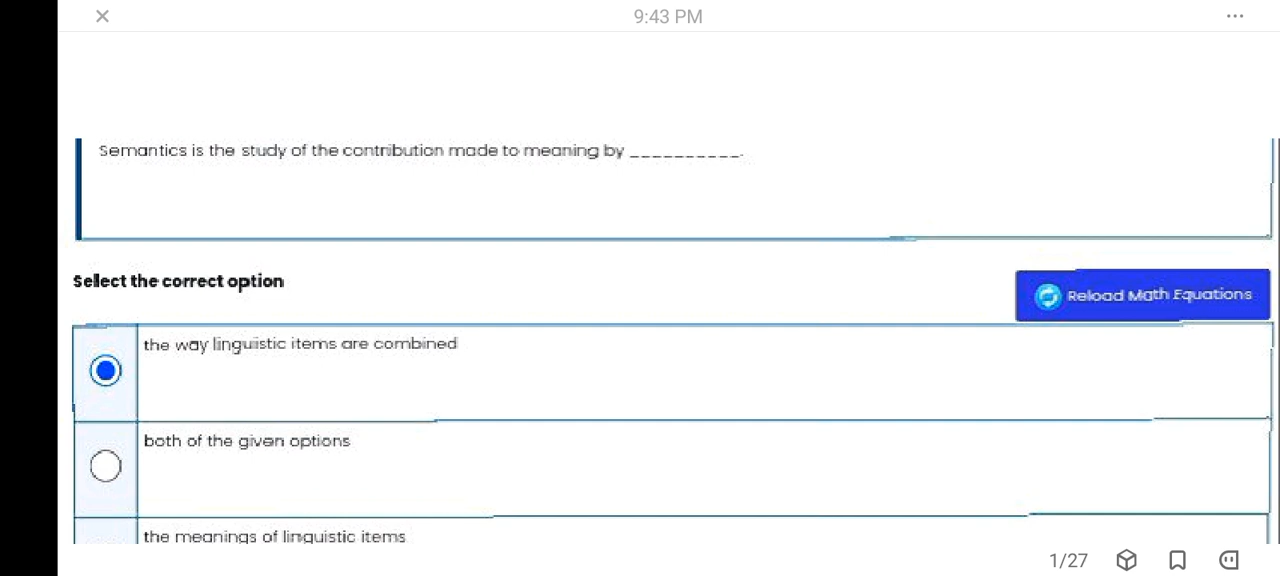 9:43 PM
Semantics is the study of the contribution made to meaning by __________.
Select the correct option
Reload Math Equations
the way linguistic items are combined
both of the given options
the meanings of linguistic items
1/27